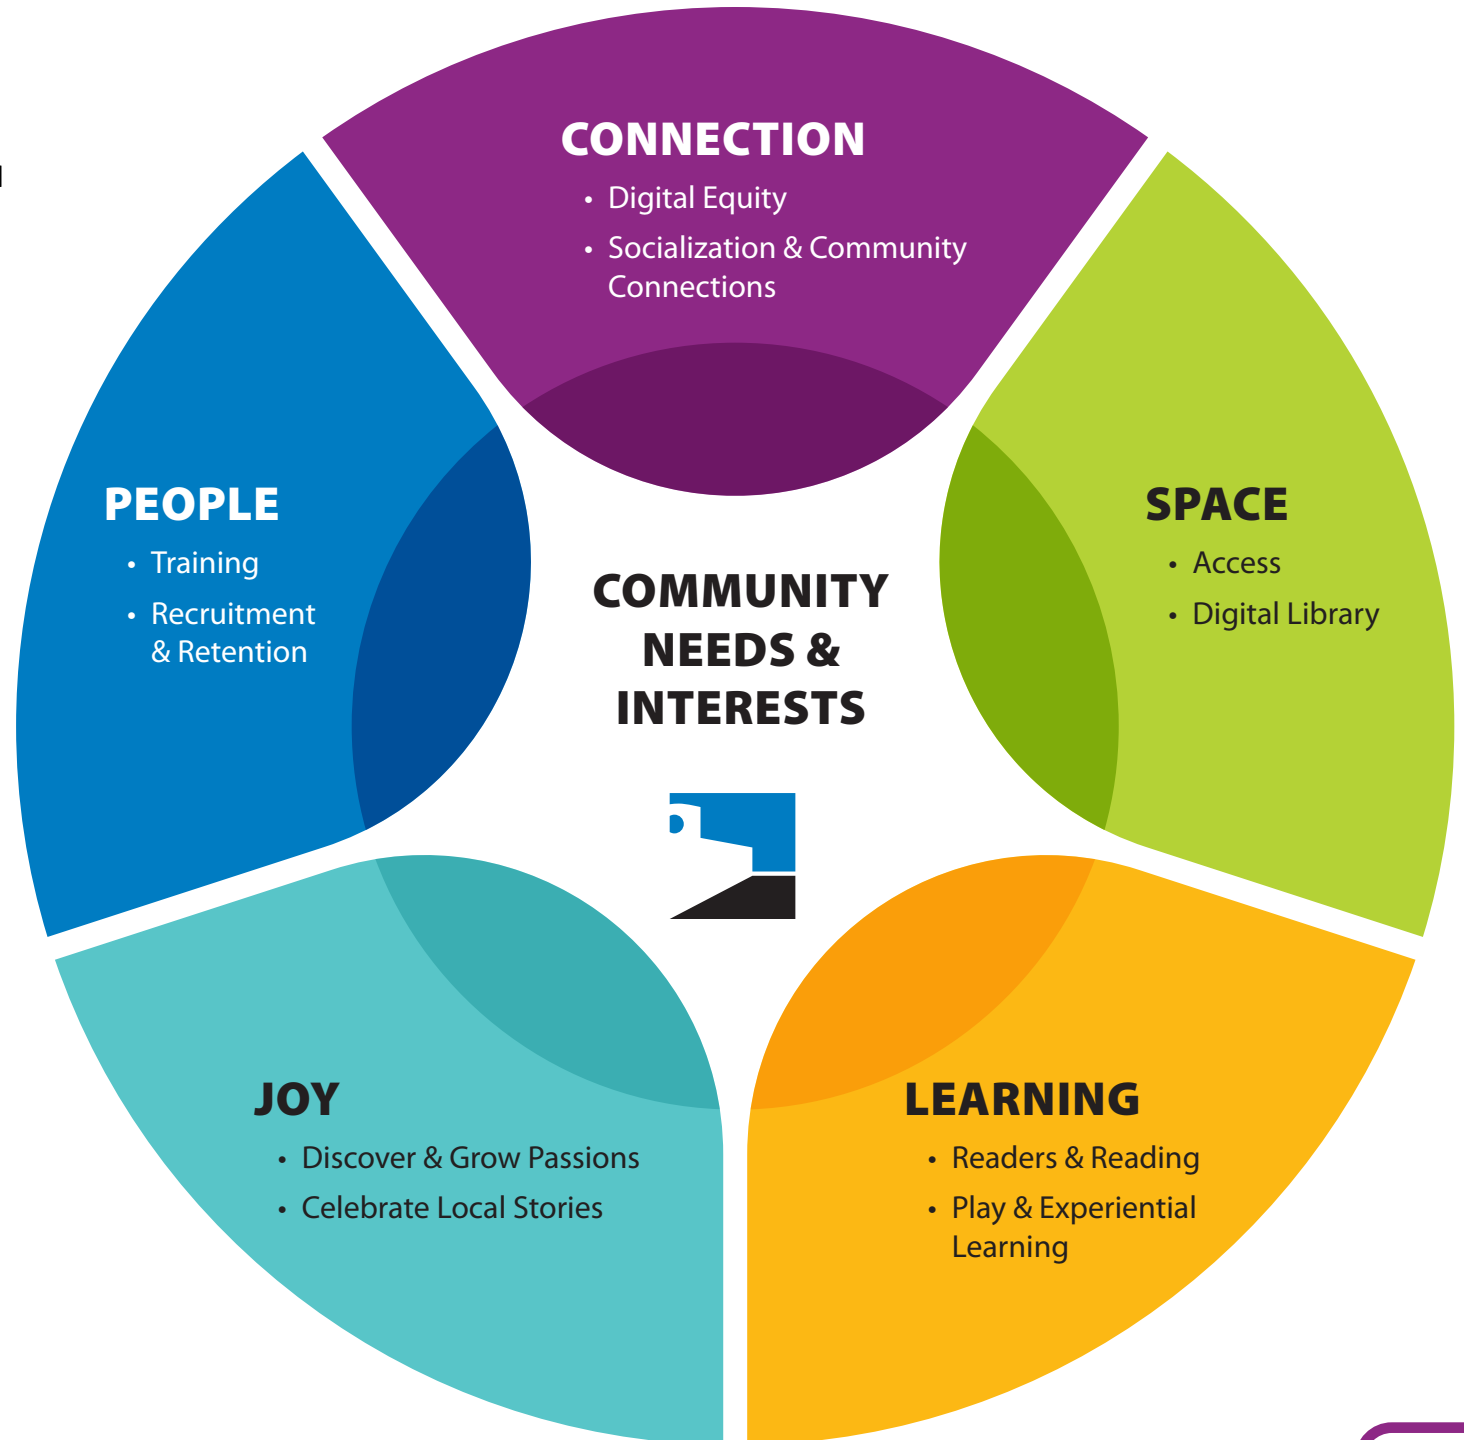 CONNECTION
• Digital Equity
• Socialization & Community
Connections
PEOPLE
• Training
• Recruitment
& Retention
COMMUNITY
NEEDS &
INTERESTS
SPACE
• Access
• Digital Library
JOY
• Discover & Grow Passions
• Celebrate Local Stories
LEARNING
• Readers & Reading
• Play & Experiential
Learning